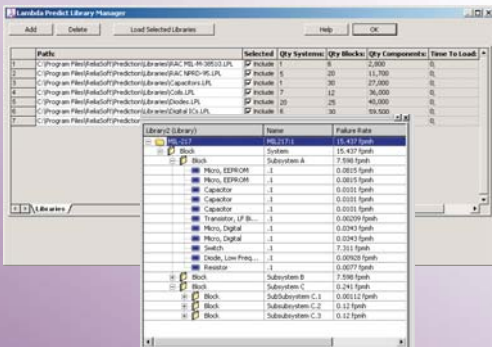 Lambda Predict Library Manager
Add Delete Load Selected Libraries Help OK
Path: Selected Qty Systems: Qty Blocks: Qty Components: Time To Load:
1 C:\Program Files\ReliaSoft\Prediction\Libraries\RAC MIL-M-38510.LPL Include 1 6 2,800 0,
2 C:\Program Files\ReliaSoft\Prediction\Libraries\RAC NPRD-95.LPL Include 5 20 11,700 0,
3 C:\Program Files\ReliaSoft\Prediction\Libraries\Capacitors.LPL Include 1 30 27,000 0,
4 C:\Program Files\ReliaSoft\Prediction\Libraries\Coils.LPL Include 7 12 36,000 0,
5 C:\Program Files\ReliaSoft\Prediction\Libraries\Diodes.LPL Include 20 25 40,000 0,
6 C:\Program Files\ReliaSoft\Prediction\Libraries\Digital ICs.LPL Include 6 30 59,500 0,
7 C:\Program Files\ReliaSoft\Prediction 0,
Libraries
Library2 (Library) Name Failure Rate
MIL-217 MIL217:1 15.437 fpmh
Block System 15.437 fpmh
Block Subsystem A 7.598 fpmh
Micro, EEPROM .1 0.0815 fpmh
Micro, EEPROM .1 0.0815 fpmh
Capacitor .1 0.0101 fpmh
Capacitor .1 0.0101 fpmh
Capacitor .1 0.0101 fpmh
Transistor, LF Bi... .1 0.00209 fpmh
Micro, Digital .1 0.0343 fpmh
Micro, Digital .1 0.0343 fpmh
Switch .1 7.311 fpmh
Diode, Low Freq... .1 0.00928 fpmh
Resistor .1 0.0077 fpmh
Block Subsystem B 7.598 fpmh
Block Subsystem C 0.241 fpmh
Block SubSubsystem C.1 0.00112 fpmh
Block Subsubsystem C.2 0.12 fpmh
Block Subsubsystem C.3 0.12 fpmh